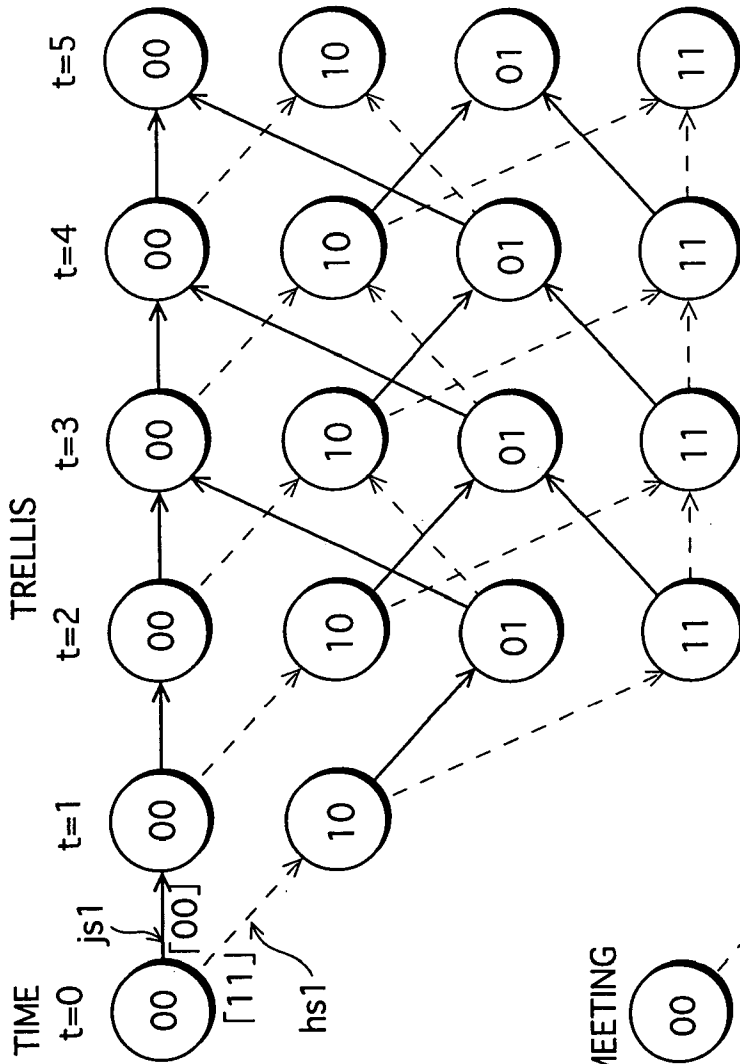 TRELLIS
TIME
t=0 t=1 t=2 t=3 t=4 t=5
00 00 00 00 00 00
js1
「00」
「11」
hs1
10 10 10 10 10
01 01 01 01
11 11 11 11
MEETING
00